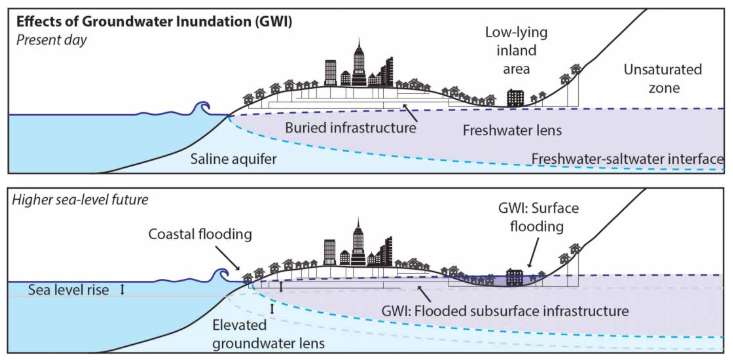 Effects of Groundwater Inundation (GWI)
Present day
Low-lying
inland
area
Unsaturated
zone
Buried infrastructure
Freshwater lens
Saline aquifer
Freshwater-saltwater interface
Higher sea-level future
Coastal flooding
GWI: Surface
flooding
Sea level rise
GWI: Flooded subsurface infrastructure
Elevated
groundwater lens